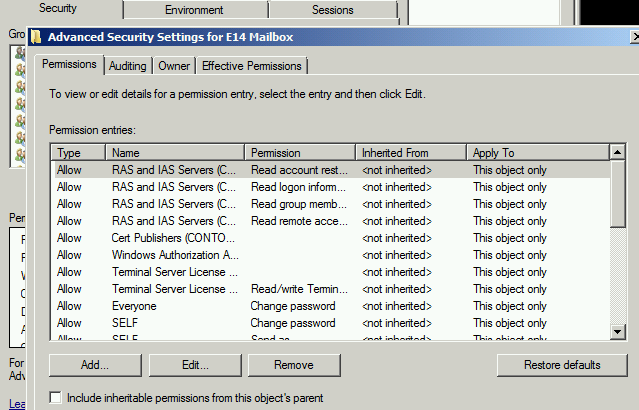 Security Environment Sessions
Advanced Security Settings for E14 Mailbox
Permissions Auditing Owner Effective Permissions
To view or edit details for a permission entry, select the entry and then click Edit.
Permission entries:
Type Name Permission Inherited From Apply To
Allow RAS and IAS Servers (C... Read account rest... <not inherited> This object only
Allow RAS and IAS Servers (C... Read logon inform... <not inherited> This object only
Allow RAS and IAS Servers (C... Read group memb... <not inherited> This object only
Allow RAS and IAS Servers (C... Read remote acce... <not inherited> This object only
Allow Cert Publishers (CONTO... <not inherited> This object only
Allow Windows Authorization A... <not inherited> This object only
Allow Terminal Server License ... <not inherited> This object only
Allow Terminal Server License ... Read/write Termin... <not inherited> This object only
Allow Everyone Change password <not inherited> This object only
Allow SELF Change password <not inherited> This object only
Allow SELF Send as <not inherited> This object only
Add... Edit... Remove Restore defaults
Include inheritable permissions from this object's parent
Gro
Pe
For
Adv
Lea